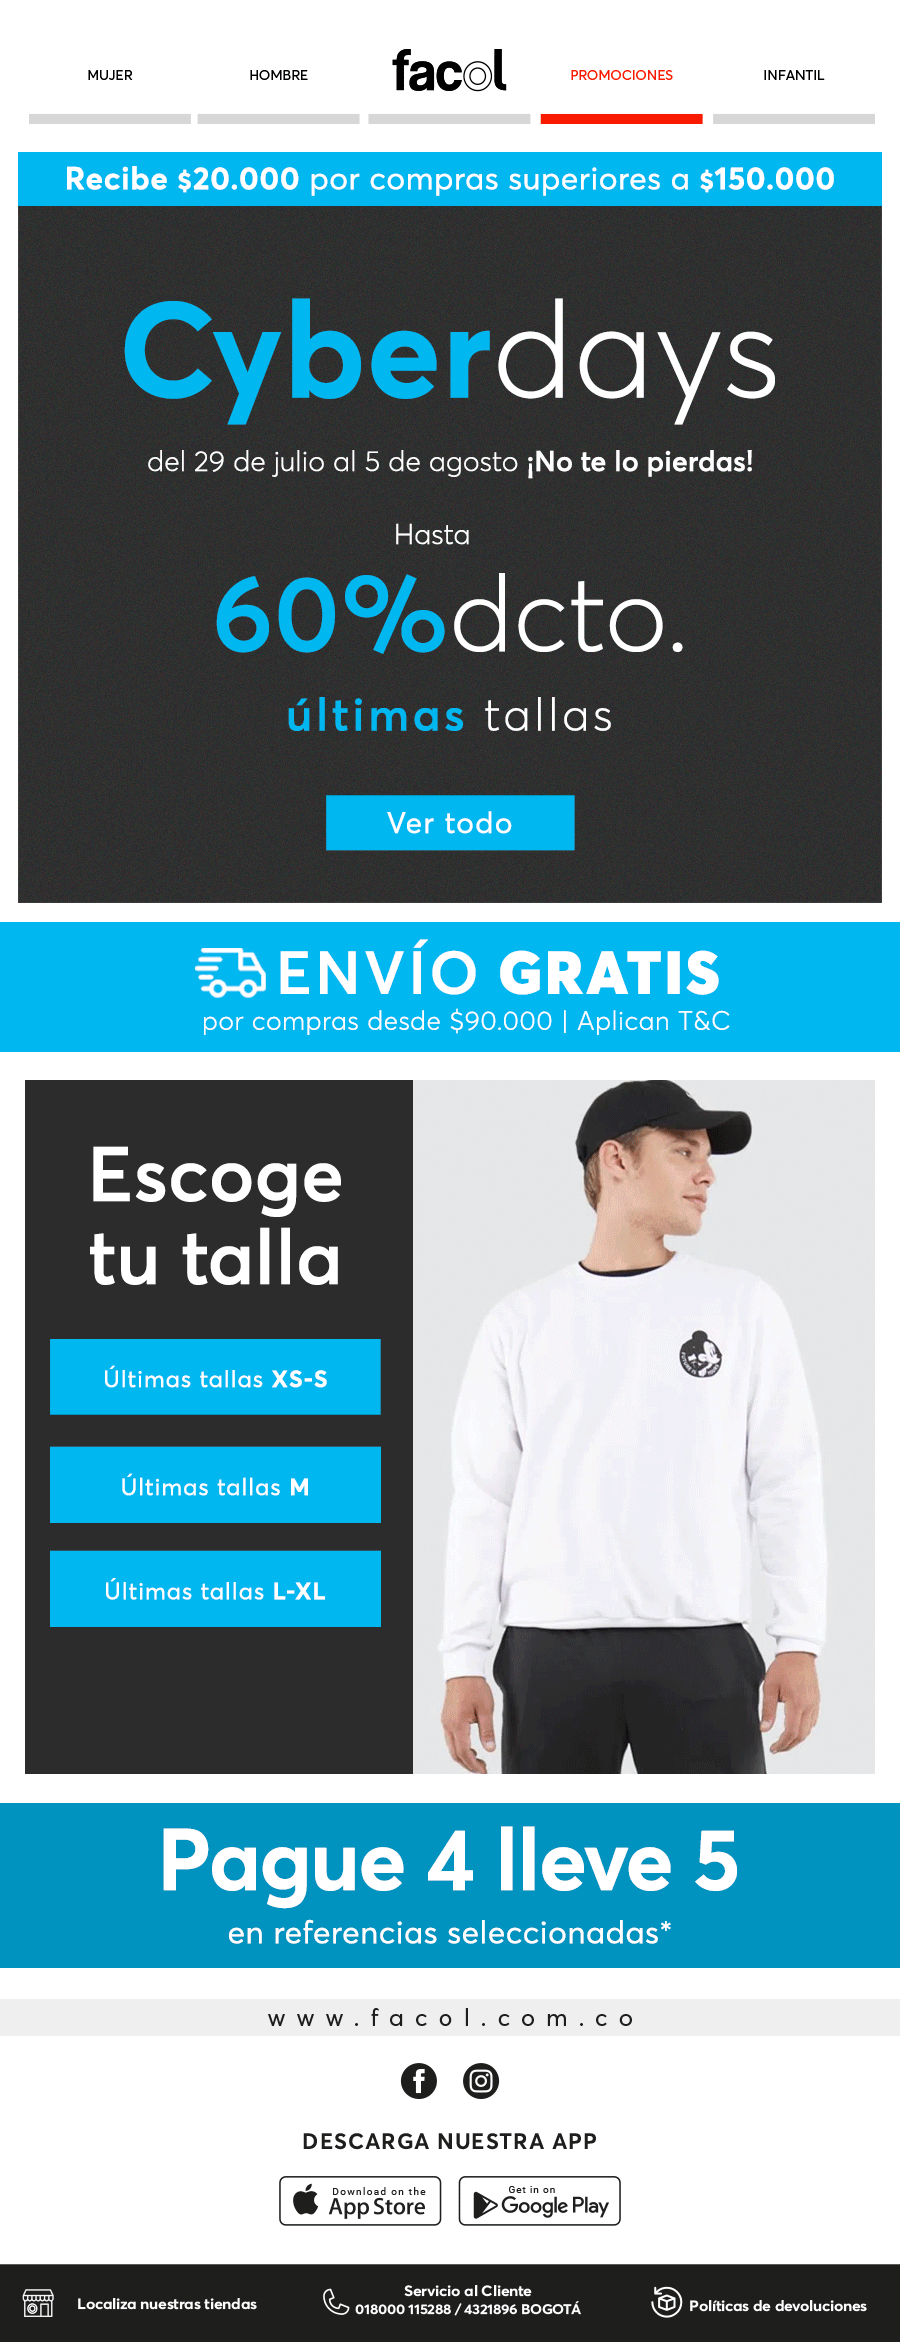 MUJER
HOMBRE
facol
PROMOCIONES
INFANTIL
Recibe $20.000 por compras superiores a $150.000
Cyberdays
del 29 de julio al 5 de agosto ¡No te lo pierdas!
Hasta
60%dcto.
últimas tallas
Ver todo
ENVÍO GRATIS
por compras desde $90.000 | Aplican T&C
Escoge
tu talla
Últimas tallas XS-S
Últimas tallas M
Últimas tallas L-XL
Pague 4 lleve 5
en referencias seleccionadas*
www.facol.com.co
DESCARGA NUESTRA APP
Download on the
App Store
Get in on
Google Play
Localiza nuestras tiendas
Servicio al Cliente
018000 115288 / 4321896 BOGOTÁ
Políticas de devoluciones